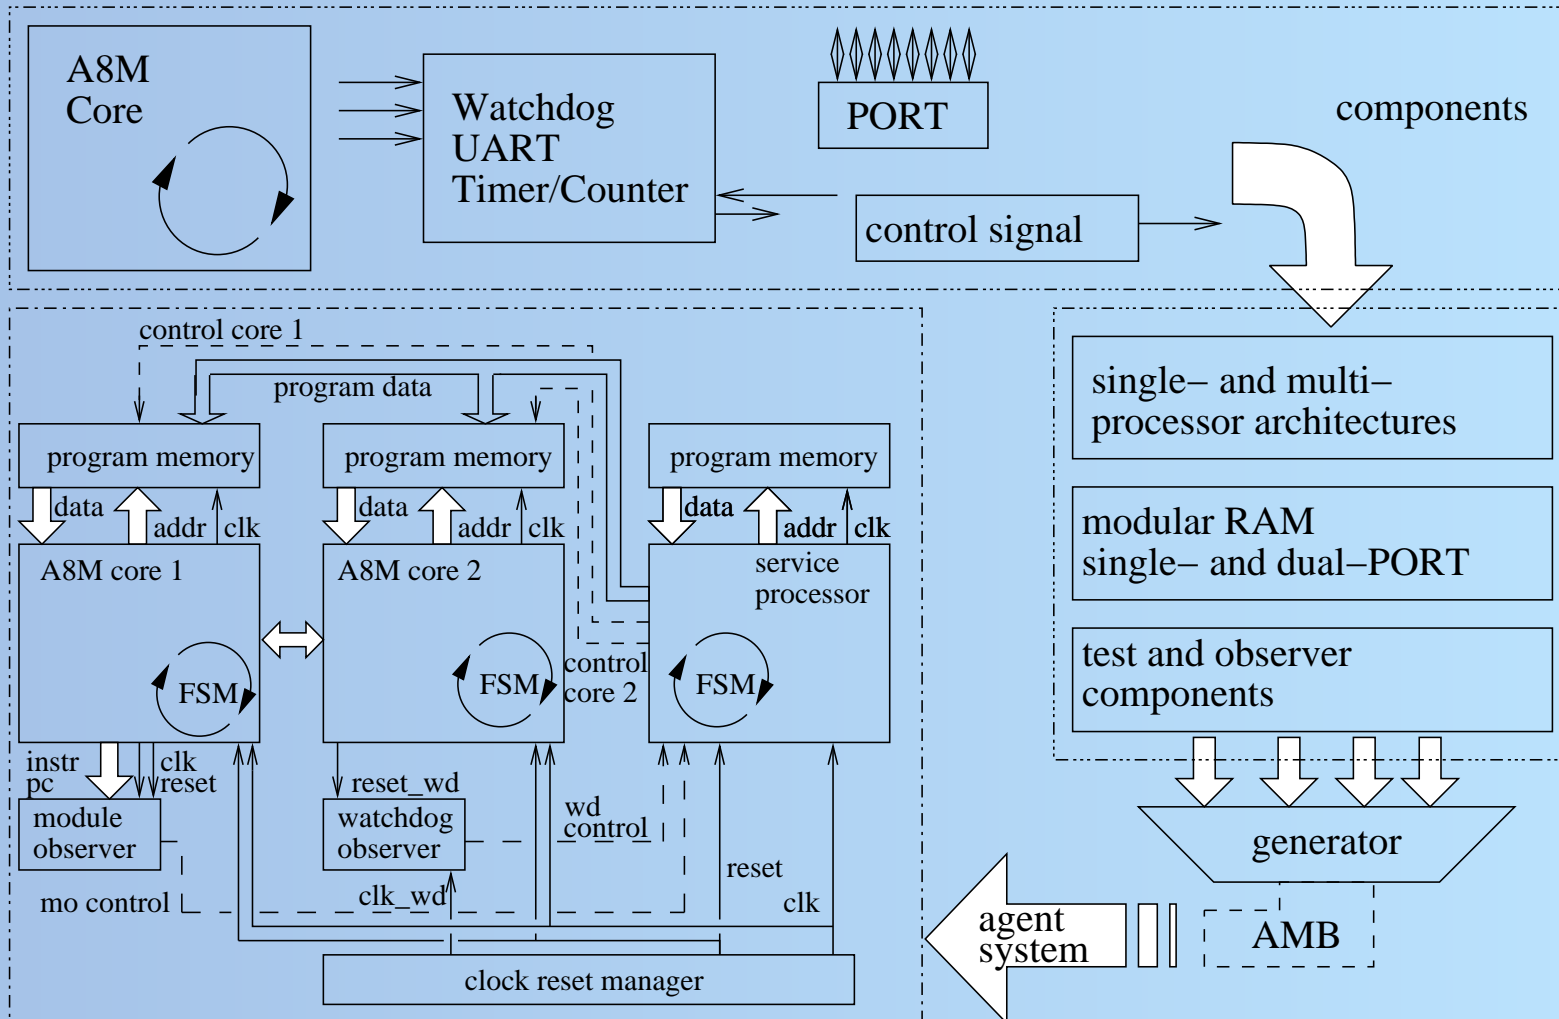 A8M
Core
Watchdog
UART
Timer/Counter
PORT
control signal
components
control core 1
program data
program memory
program memory
program memory
data
addr
clk
data
addr
clk
data
addr
clk
A8M core 1
A8M core 2
service
processor
FSM
FSM
FSM
control
core 2
instr
pc
clk
reset
reset_wd
module
observer
watchdog
observer
wd
control
mo control
clk_wd
reset
clk
clock reset manager
single− and multi−
processor architectures
modular RAM
single− and dual−PORT
test and observer
components
generator
AMB
agent
system